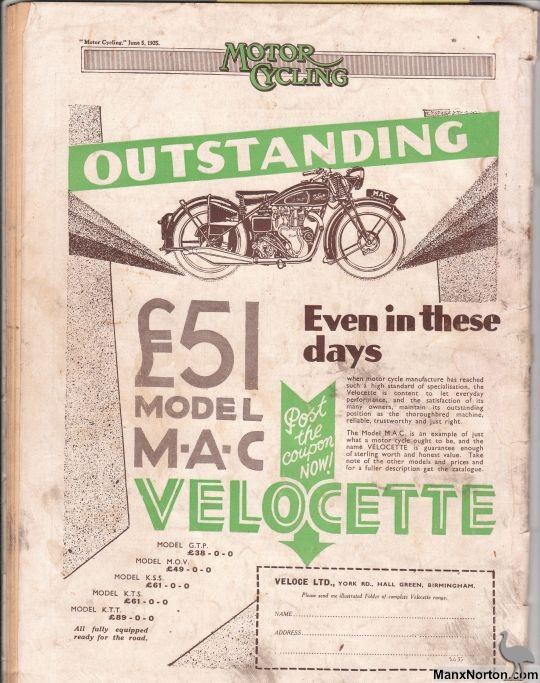 "Motor Cycling," June 5, 1935.
MOTOR
CYCLING
OUTSTANDING
MAC
£51
MODEL
M·A·C
Even in these
days
when motor cycle manufacture has reached
such a high standard of specialisation, the
Velocette is content to let everyday
performance, and the satisfaction of its
many owners, maintain its outstanding
position as the thoroughbred machine,
reliable, trustworthy and just right.
The Model M.A.C. is an example of just
what a motor cycle ought to be, and the
name VELOCETTE is guarantee enough
of sterling worth and honest value. Take
note of the other models and prices and
for a fuller description get the catalogue.
Post
the
coupon
NOW!
VELOCETTE
MODEL G.T.P.
£38 - 0 - 0
MODEL M.O.V.
£49 - 0 - 0
MODEL K.S.S.
£61 - 0 - 0
MODEL K.T.S.
£61 - 0 - 0
MODEL K.T.T.
£89 - 0 - 0
All fully equipped
ready for the road.
VELOCE LTD., YORK RD., HALL GREEN, BIRMINGHAM.
Please send me illustrated Folder of complete Velocette range.
NAME
ADDRESS
5.6.35
ManxNorton.com